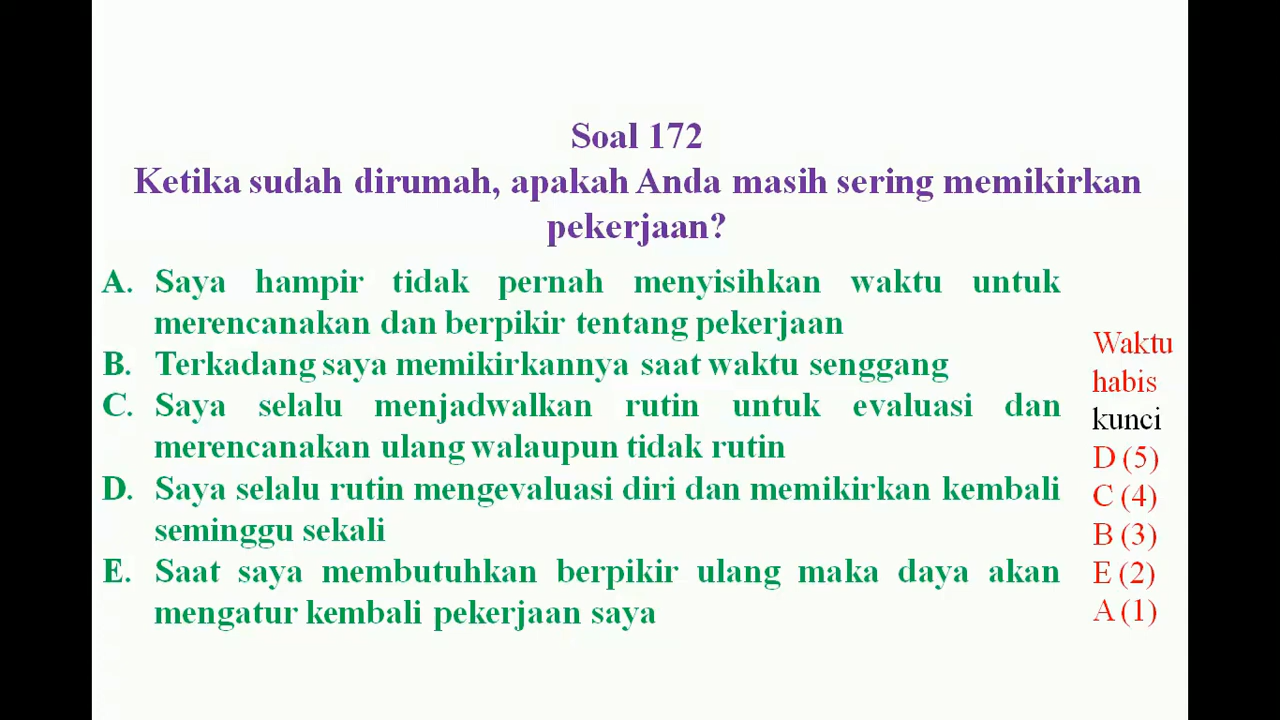 Soal 172
Ketika sudah dirumah, apakah Anda masih sering memikirkan
pekerjaan?
A. Saya hampir tidak pernah menyisihkan waktu untuk
merencanakan dan berpikir tentang pekerjaan
B. Terkadang saya memikirkannya saat waktu senggang
C. Saya selalu menjadwalkan rutin untuk evaluasi dan
merencanakan ulang walaupun tidak rutin
D. Saya selalu rutin mengevaluasi diri dan memikirkan kembali
seminggu sekali
E. Saat saya membutuhkan berpikir ulang maka daya akan
mengatur kembali pekerjaan saya
Waktu
habis
kunci
D (5)
C (4)
B (3)
E (2)
A (1)